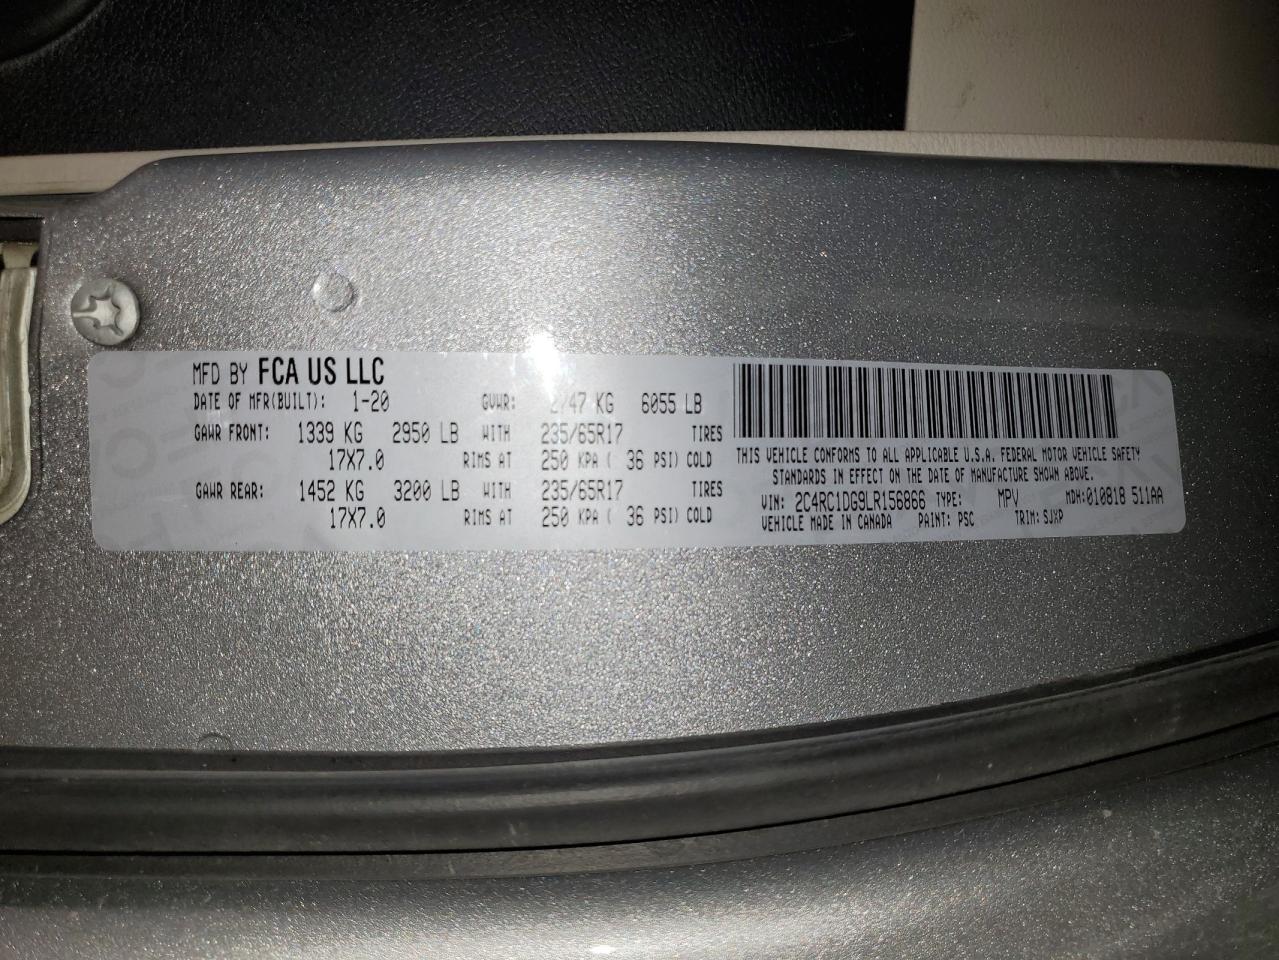 MFD BY FCA US LLC
DATE OF MFR(BUILT): 1-20 GVWR: 2747 KG 6055 LB
GAWR FRONT: 1339 KG 2950 LB WITH 235/65R17 TIRES
17X7.0 RIMS AT 250 KPA ( 36 PSI) COLD
GAWR REAR: 1452 KG 3200 LB WITH 235/65R17 TIRES
17X7.0 RIMS AT 250 KPA ( 36 PSI) COLD
THIS VEHICLE CONFORMS TO ALL APPLICABLE U.S.A. FEDERAL MOTOR VEHICLE SAFETY
STANDARDS IN EFFECT ON THE DATE OF MANUFACTURE SHOWN ABOVE.
VIN: 2C4RC1DG9LR156866 TYPE: MPV MDH:010818 511AA
VEHICLE MADE IN CANADA PAINT: PSC TRIM: SJXP